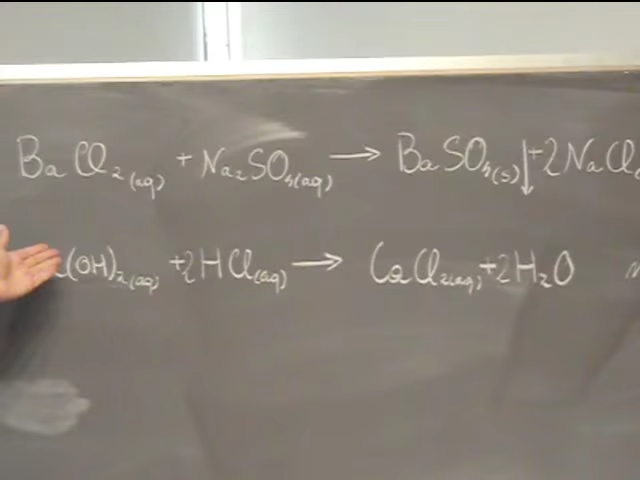 BaCl₂(aq) + Na₂SO₄(aq) → BaSO₄(s)↓ + 2NaCl
(OH)₂(aq) + 2HCl(aq) → CaCl₂(aq) + 2H₂O